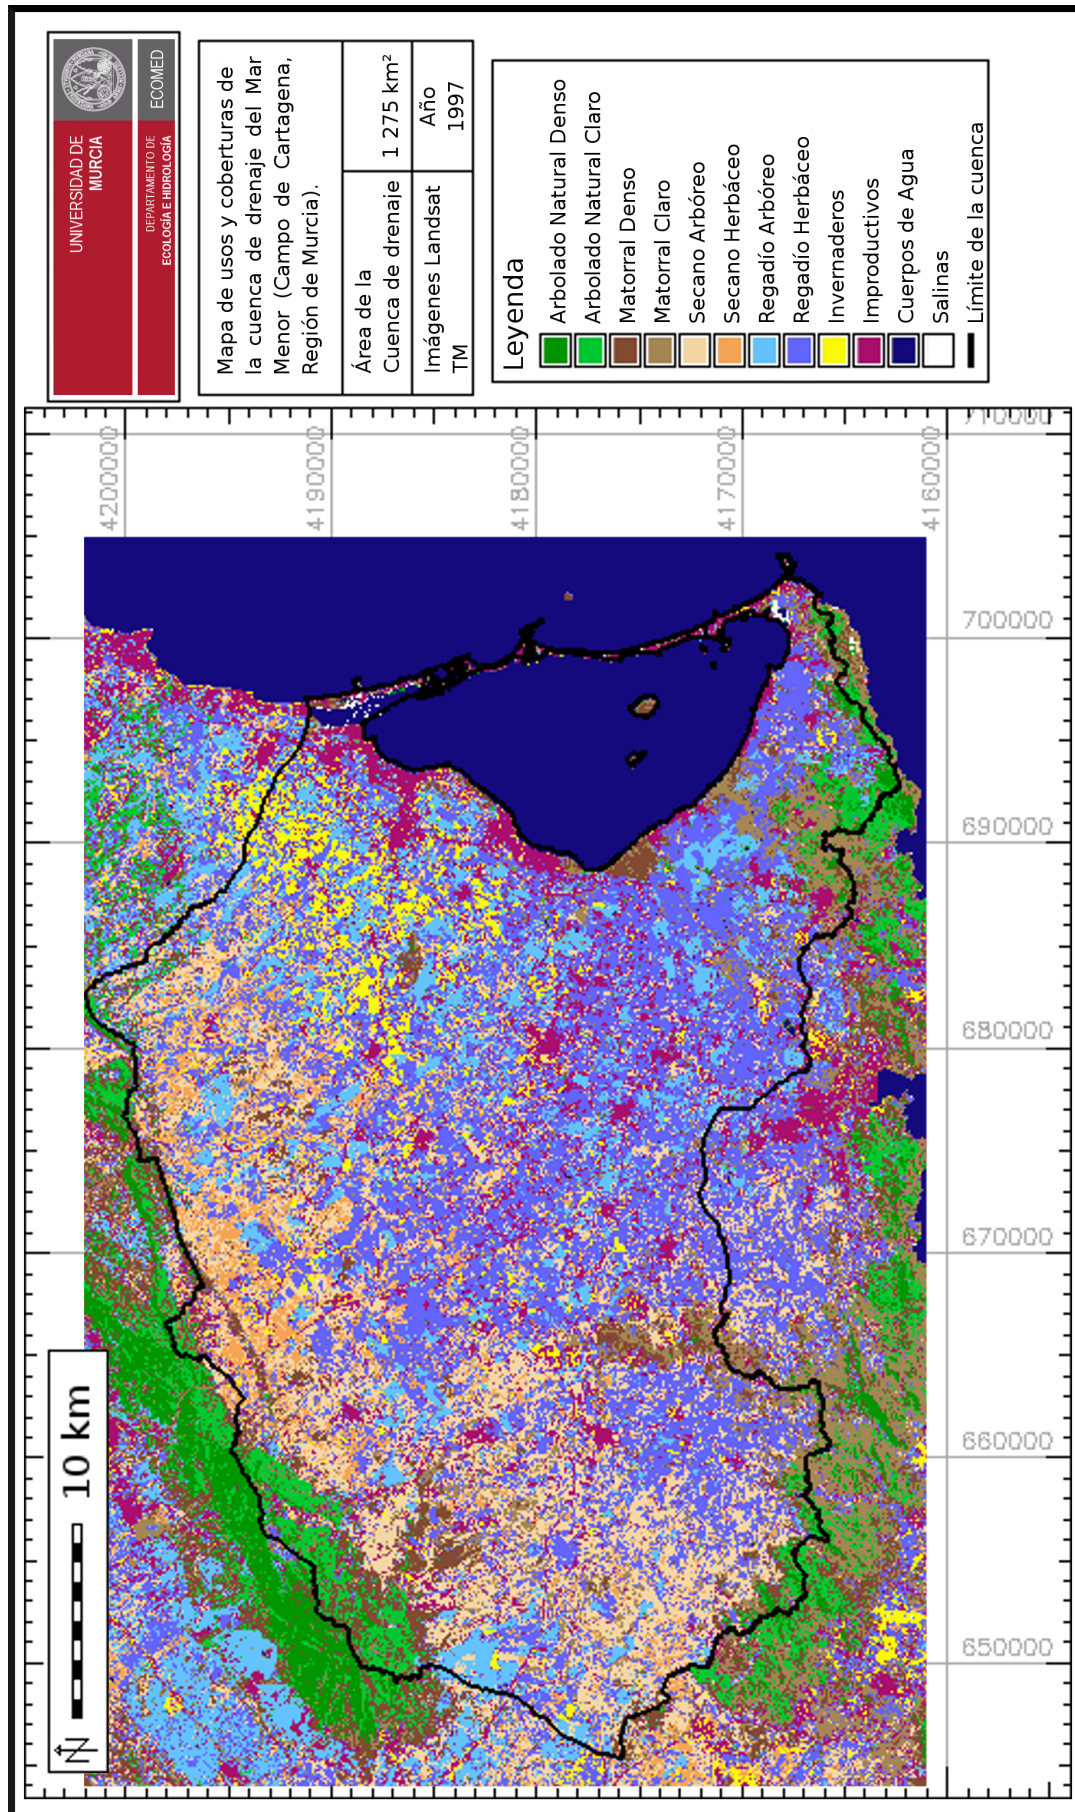 UNIVERSIDAD DE
MURCIA
DEPARTAMENTO DE
ECOLOGÍA E HIDROLOGÍA
ECOMED
Mapa de usos y coberturas de
la cuenca de drenaje del Mar
Menor (Campo de Cartagena,
Región de Murcia).
Área de la
Cuenca de drenaje
1 275 km²
Imágenes Landsat
TM
Año
1997
Leyenda
Arbolado Natural Denso
Arbolado Natural Claro
Matorral Denso
Matorral Claro
Secano Arbóreo
Secano Herbáceo
Regadío Arbóreo
Regadío Herbáceo
Invernaderos
Improductivos
Cuerpos de Agua
Salinas
Límite de la cuenca
N
10 km
4200000
4190000
4180000
4170000
4160000
650000
660000
670000
680000
690000
700000
710000